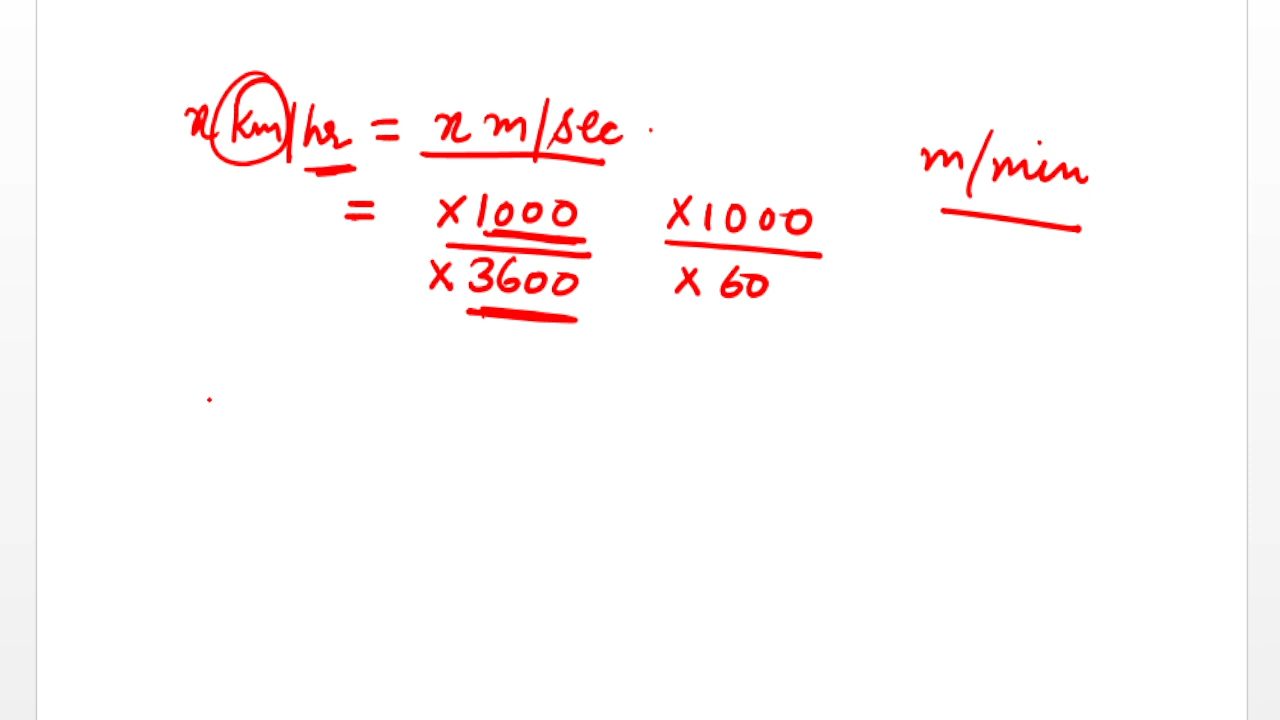 x km/hr = x m/sec.
m/min
= ×1000 ×1000
×3600 ×60